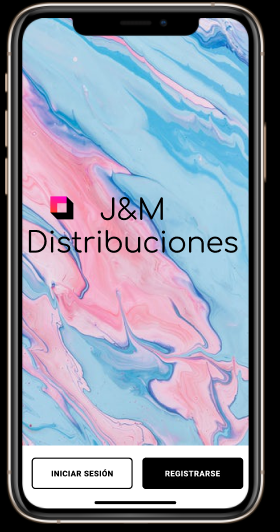 J&M
Distribuciones
INICIAR SESIÓN
REGISTRARSE